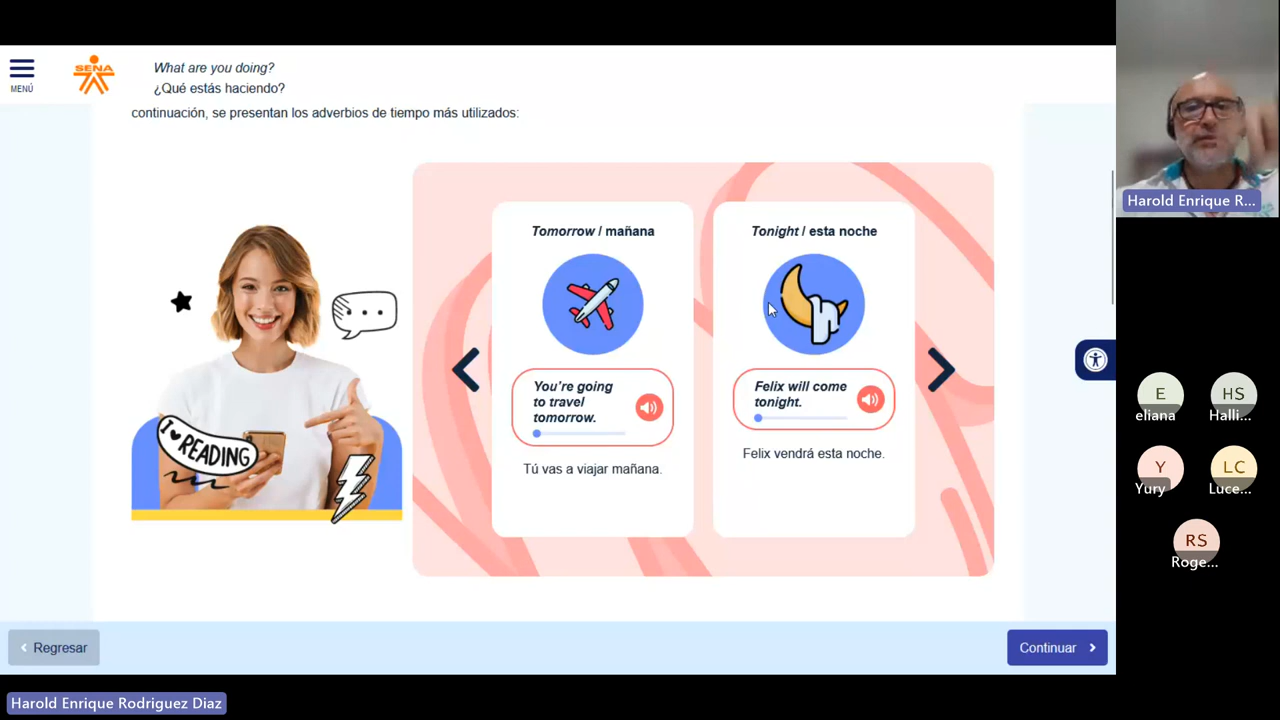 MENÚ
SENA
What are you doing?
¿Qué estás haciendo?
continuación, se presentan los adverbios de tiempo más utilizados:
I ♥ READING
Tomorrow / mañana
You're going
to travel
tomorrow.
Tú vas a viajar mañana.
Tonight / esta noche
Felix will come
tonight.
Felix vendrá esta noche.
Regresar
Continuar
Harold Enrique Rodriguez Diaz
Harold Enrique R...
E
eliana
HS
Halli...
Y
Yury
LC
Luce...
RS
Roge...